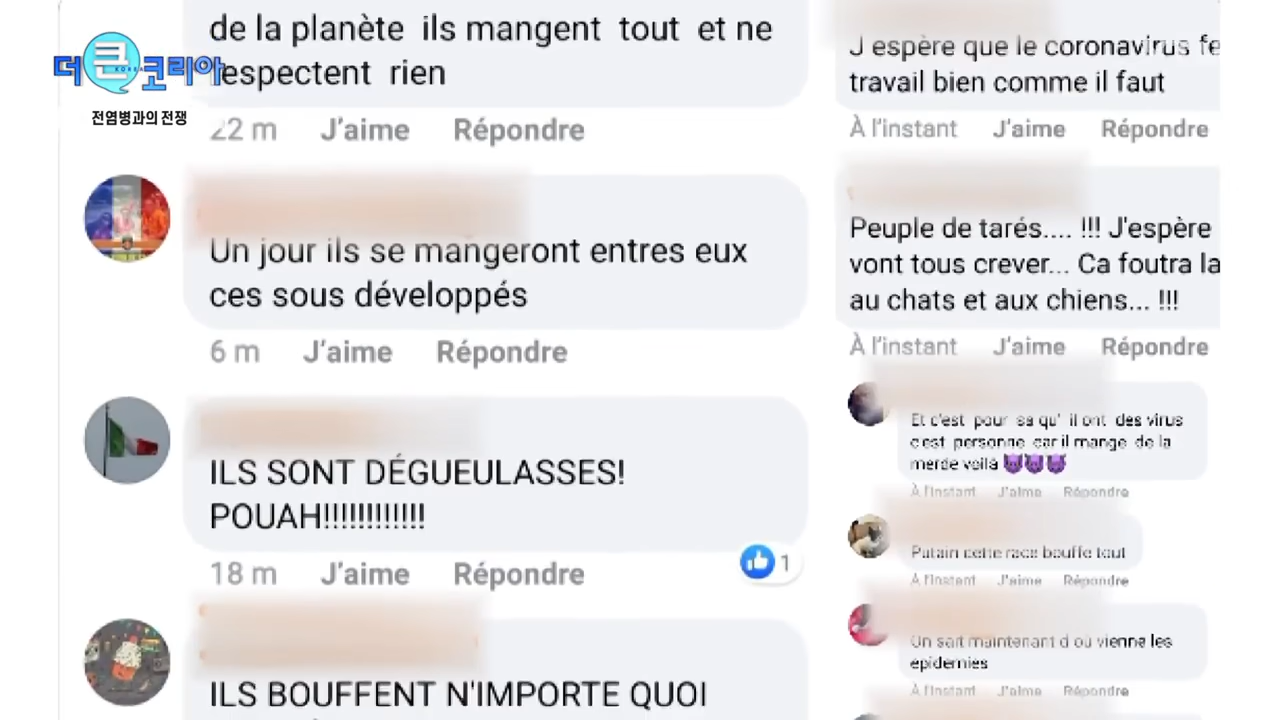 더 큰 코리아
KOREA
전염병과의 전쟁
de la planète ils mangent tout et ne
respectent rien
22 m J'aime Répondre
Un jour ils se mangeront entres eux
ces sous développés
6 m J'aime Répondre
ILS SONT DÉGUEULASSES!
POUAH!!!!!!!!!!!!
18 m J'aime Répondre
1
ILS BOUFFENT N'IMPORTE QUOI
J espère que le coronavirus fe
travail bien comme il faut
À l'instant J'aime Répondre
Peuple de tarés.... !!! J'espère
vont tous crever... Ca foutra la
au chats et aux chiens... !!!
À l'instant J'aime Répondre
Et c'est pour sa qu' il ont des virus
c'est personne car il mange de la
merde voilà 😈😈😈
À l'instant J'aime Répondre
Putain cette race bouffe tout
À l'instant J'aime Répondre
On sait maintenant d où vienne les
epidemies
À l'instant J'aime Répondre